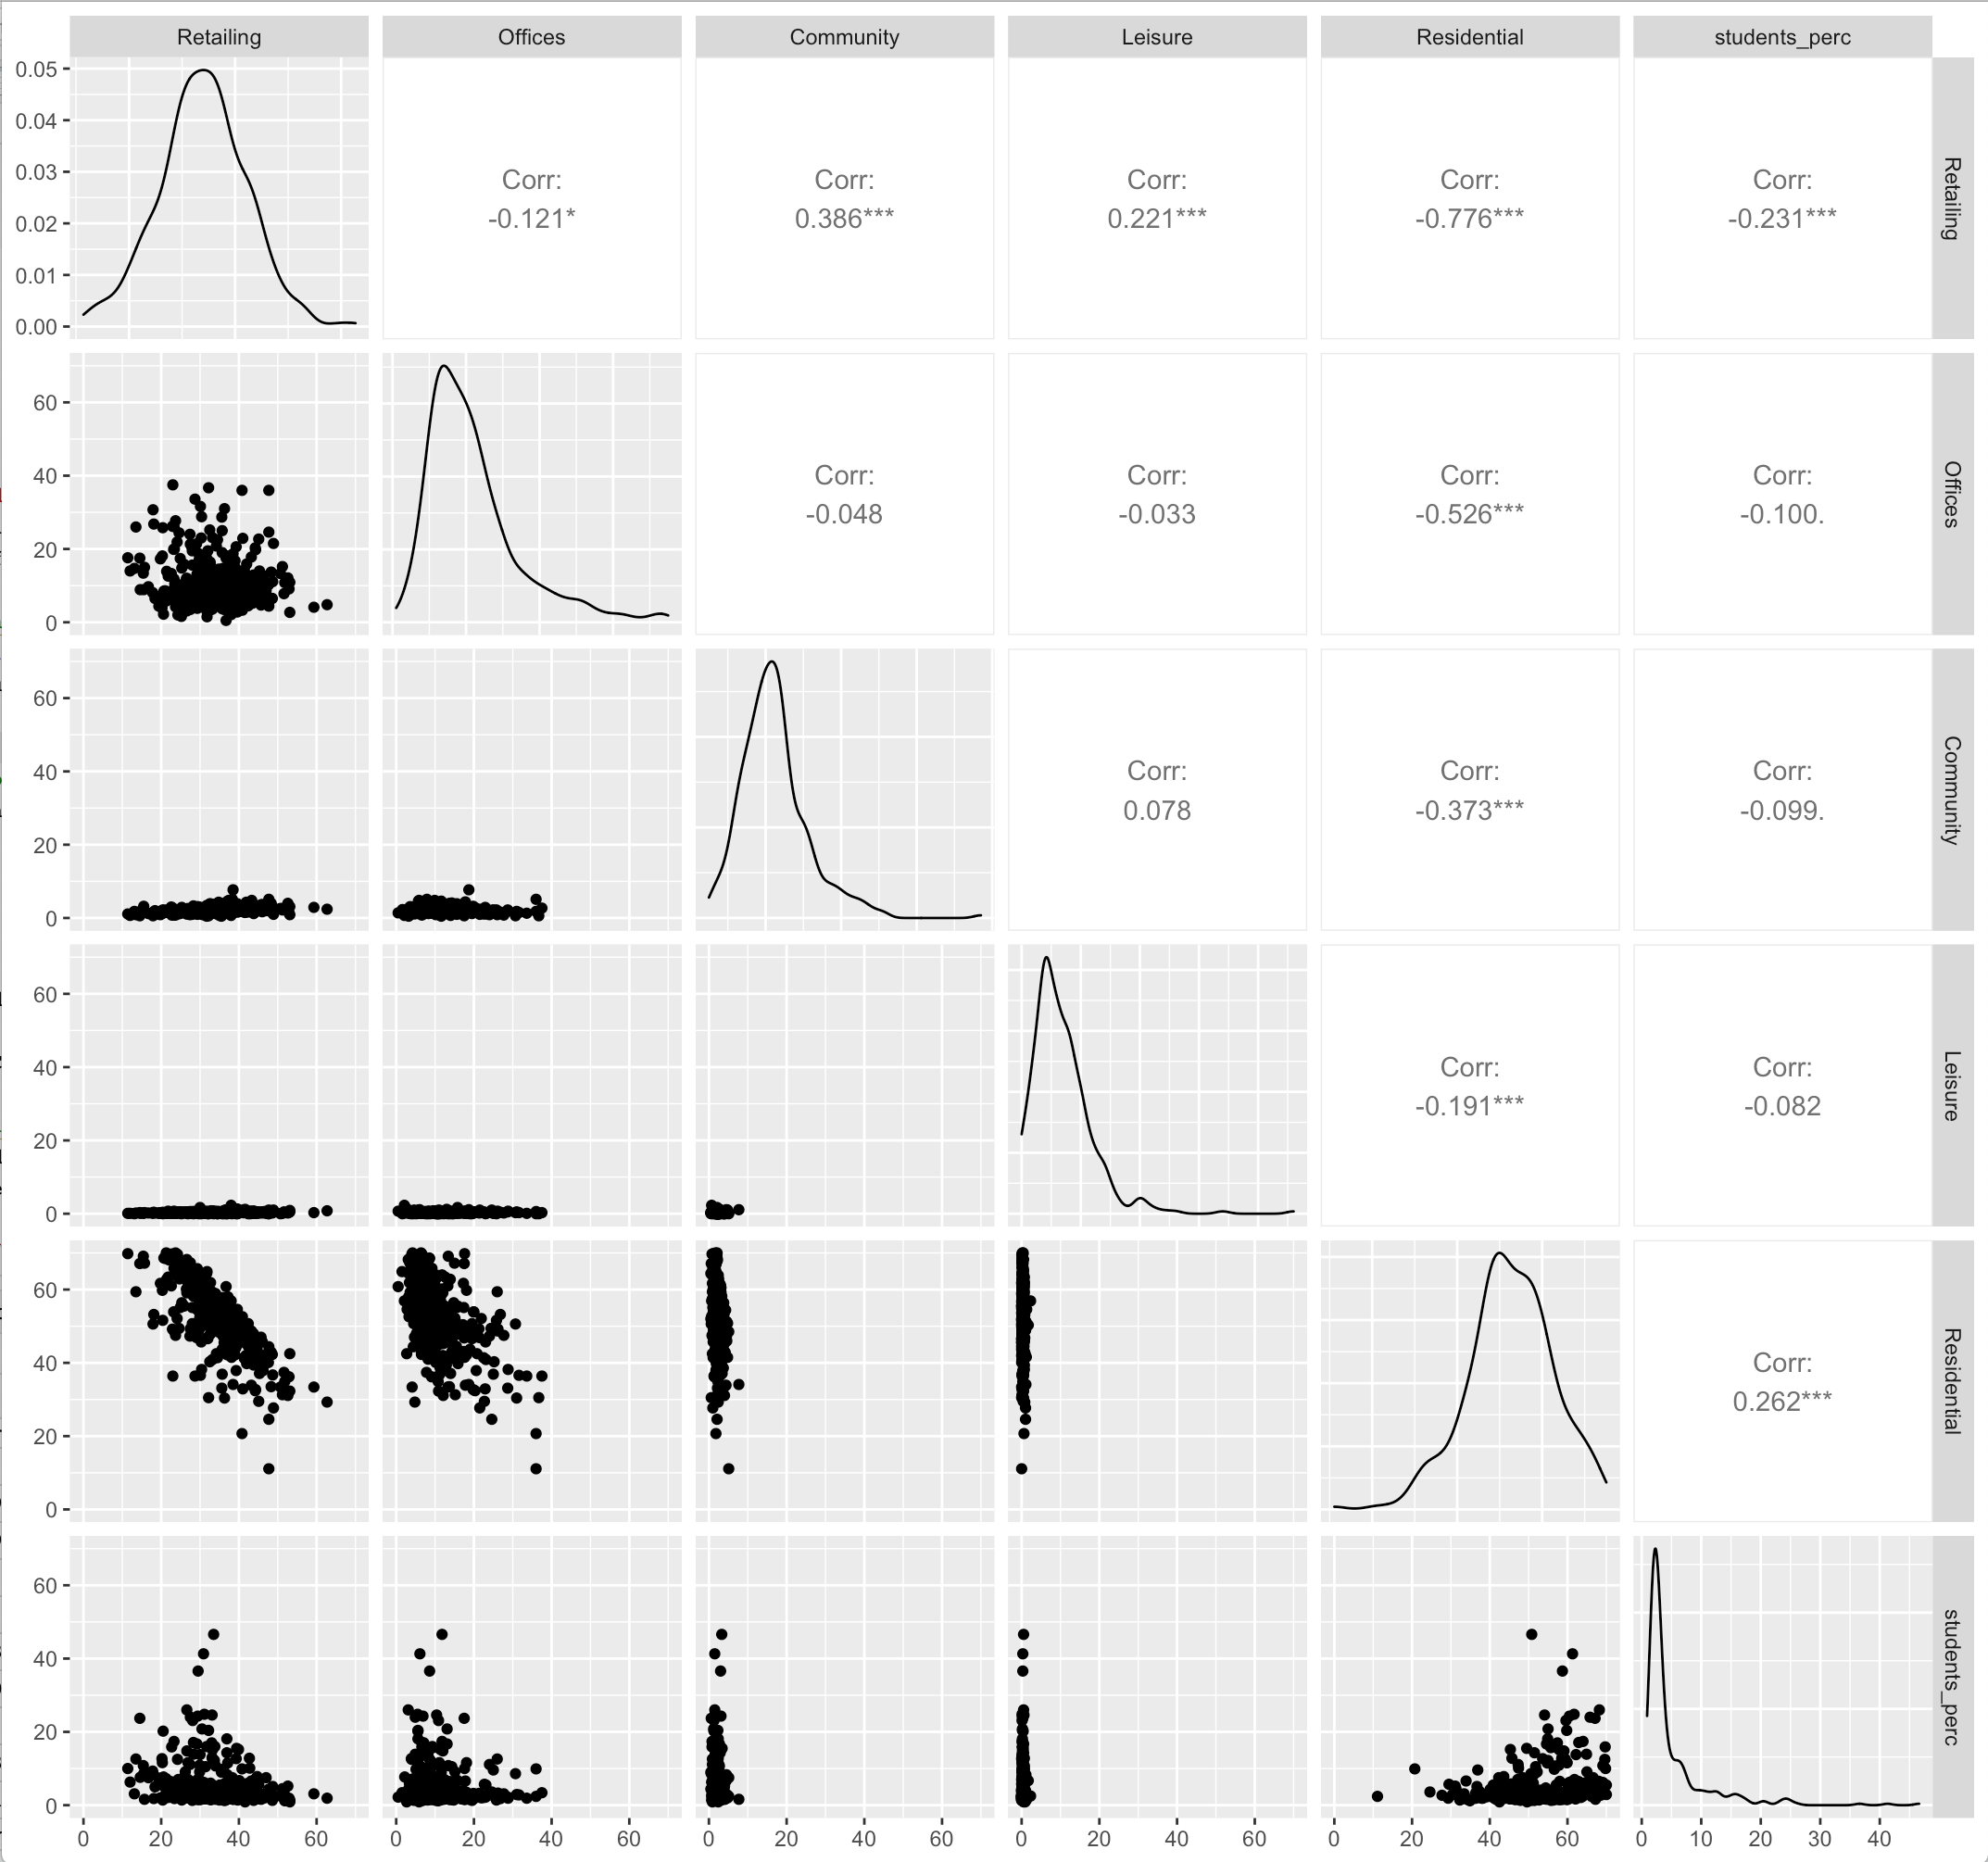 Retailing Offices Community Leisure Residential students_perc
0.05
0.04
0.03
0.02
0.01
0.00
Corr:
-0.121*
Corr:
0.386***
Corr:
0.221***
Corr:
-0.776***
Corr:
-0.231***
Retailing
60
40
20
0
Corr:
-0.048
Corr:
-0.033
Corr:
-0.526***
Corr:
-0.100.
Offices
60
40
20
0
Corr:
0.078
Corr:
-0.373***
Corr:
-0.099.
Community
60
40
20
0
Corr:
-0.191***
Corr:
-0.082
Leisure
60
40
20
0
Corr:
0.262***
Residential
60
40
20
0
students_perc
0 20 40 60 0 20 40 60 0 20 40 60 0 20 40 60 0 20 40 60 0 10 20 30 40